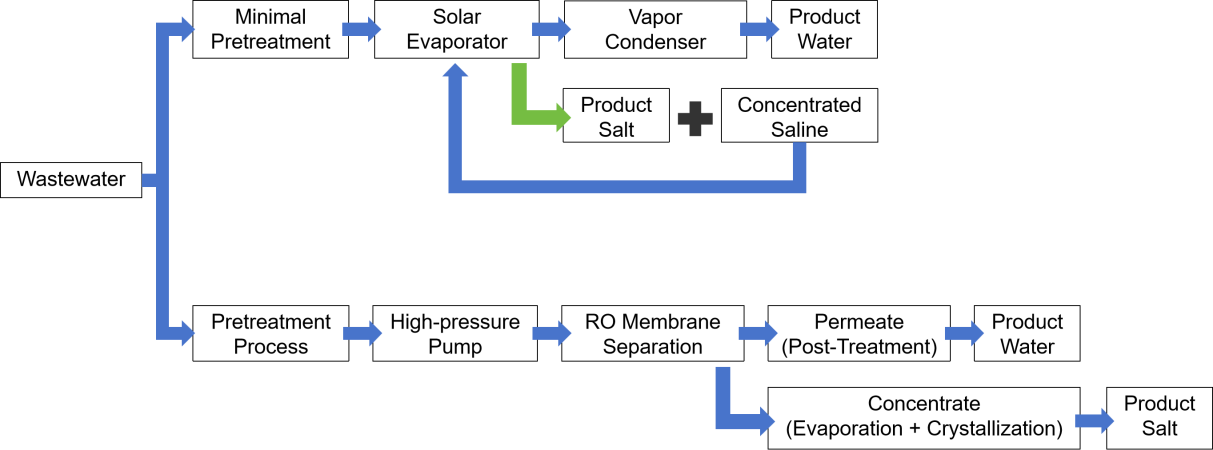 Minimal
Pretreatment
Solar
Evaporator
Vapor
Condenser
Product
Water
Product
Salt
Concentrated
Saline
Wastewater
Pretreatment
Process
High-pressure
Pump
RO Membrane
Separation
Permeate
(Post-Treatment)
Product
Water
Concentrate
(Evaporation + Crystallization)
Product
Salt